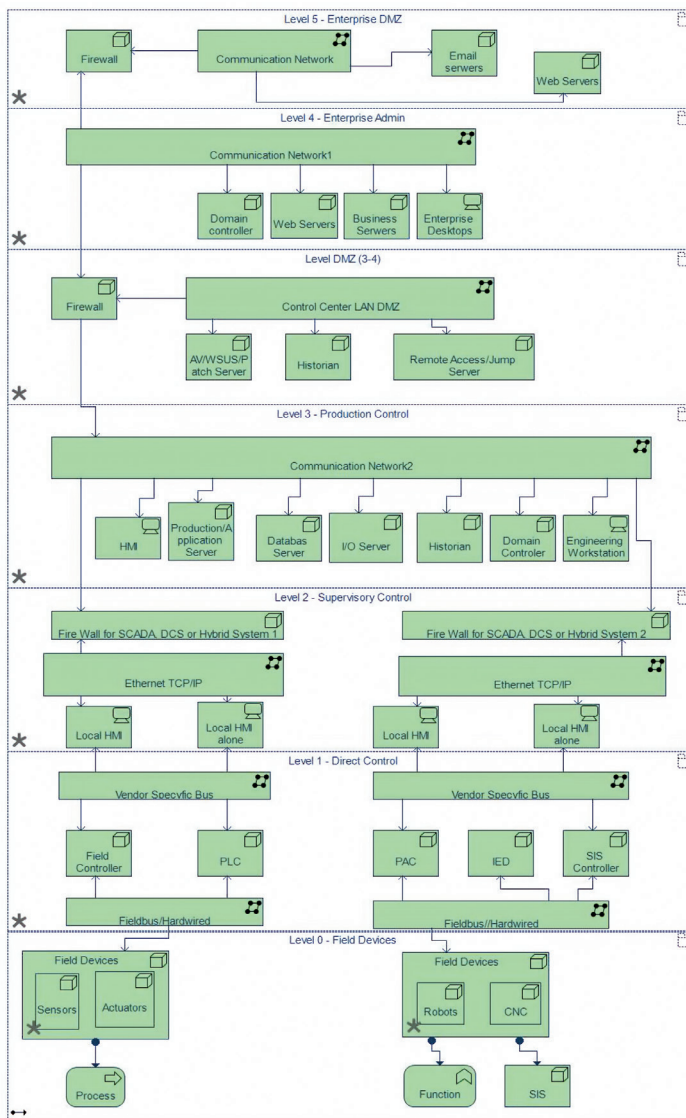 Level 5 - Enterprise DMZ
Firewall
Communication Network
Email
serwers
Web Servers
Level 4 - Enterprise Admin
Communication Network1
Domain
controller
Web Servers
Business
Serwers
Enterprise
Desktops
Level DMZ (3-4)
Firewall
Control Center LAN DMZ
AV/WSUS/P
atch Server
Historian
Remote Access/Jump
Server
Level 3 - Production Control
Communication Network2
HMI
Production/A
pplication
Server
Databas
Server
I/O Server
Historian
Domain
Controler
Engineering
Workstation
Level 2 - Supervisory Control
Fire Wall for SCADA, DCS or Hybrid System 1
Fire Wall for SCADA, DCS or Hybrid System 2
Ethernet TCP/IP
Ethernet TCP/IP
Local HMI
Local HMI
alone
Local HMI
Local HMI
alone
Level 1 - Direct Control
Vendor Specyfic Bus
Vendor Specyfic Bus
Field
Controller
PLC
PAC
IED
SIS
Controller
Fieldbus/Hardwired
Fieldbus//Hardwired
Level 0 - Field Devices
Field Devices
Sensors
Actuators
Field Devices
Robots
CNC
Process
Function
SIS